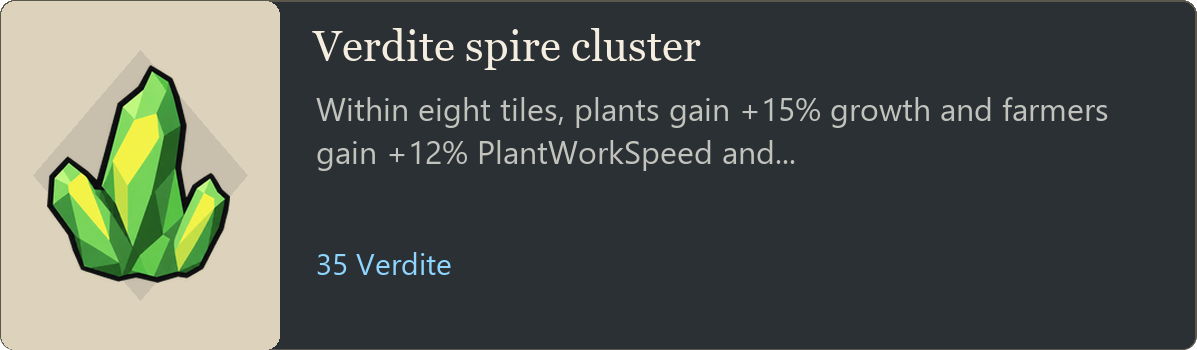 Verdite spire cluster
Within eight tiles, plants gain +15% growth and farmers
gain +12% PlantWorkSpeed and...
35 Verdite